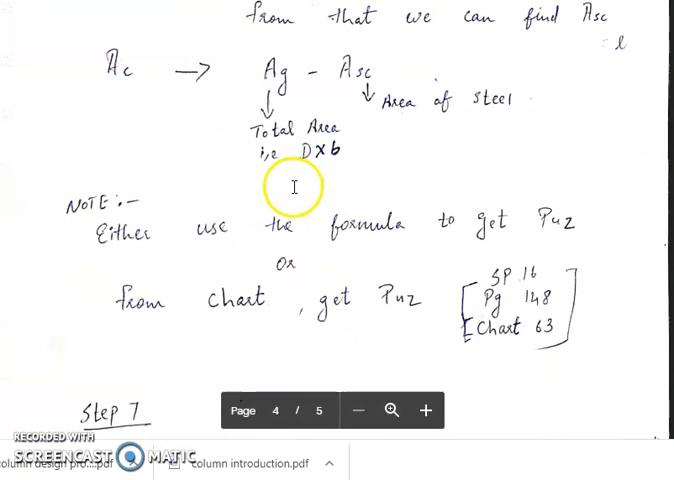 from that we can find Asc
Ac → Ag - Asc
Area of steel
Total Area
i,e D×b
NOTE :-
Either use the formula to get Puz
Or
from chart, get Puz
SP 16
Pg 148
Chart 63
Step 7
Page 4 / 5
RECORDED WITH
SCREENCAST MATIC
column design pro....pdf
column introduction.pdf